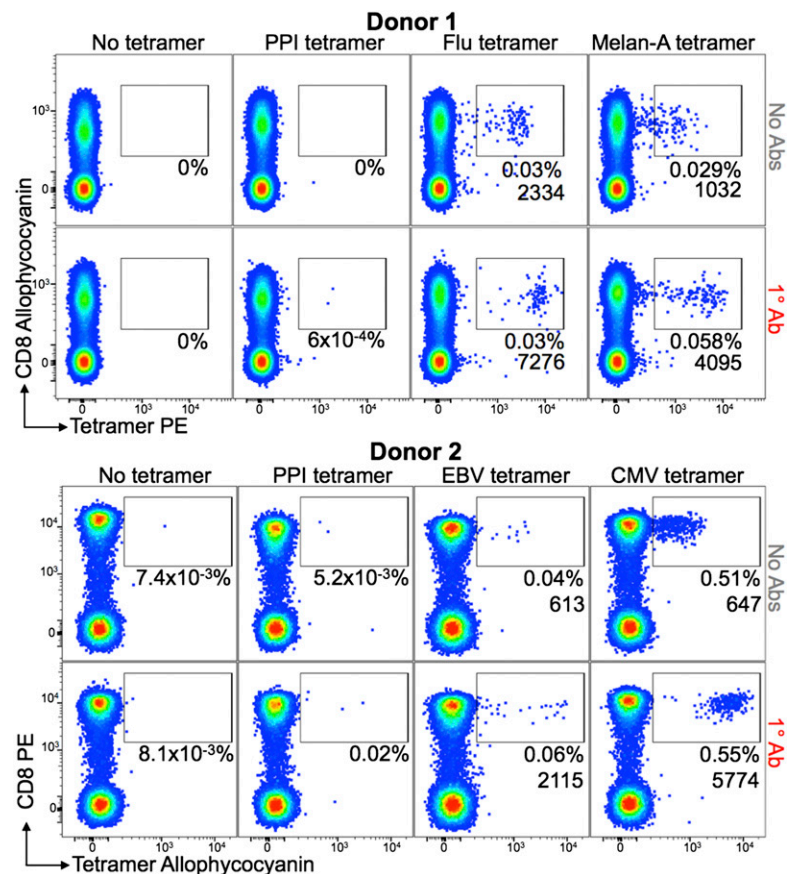 Donor 1
No tetramer PPI tetramer Flu tetramer Melan-A tetramer
10³
0
0% 0% 0.03% 0.029%
2334 1032
No Abs
10³
0
0% 6x10⁻⁴% 0.03% 0.058%
7276 4095
1° Ab
0 10³ 10⁴ 0 10³ 10⁴ 0 10³ 10⁴ 0 10³ 10⁴
CD8 Allophycocyanin
Tetramer PE
Donor 2
No tetramer PPI tetramer EBV tetramer CMV tetramer
10⁴
10³
0
7.4x10⁻³% 5.2x10⁻³% 0.04% 0.51%
613 647
No Abs
10⁴
10³
0
8.1x10⁻³% 0.02% 0.06% 0.55%
2115 5774
1° Ab
0 10³ 10⁴ 0 10³ 10⁴ 0 10³ 10⁴ 0 10³ 10⁴
CD8 PE
Tetramer Allophycocyanin